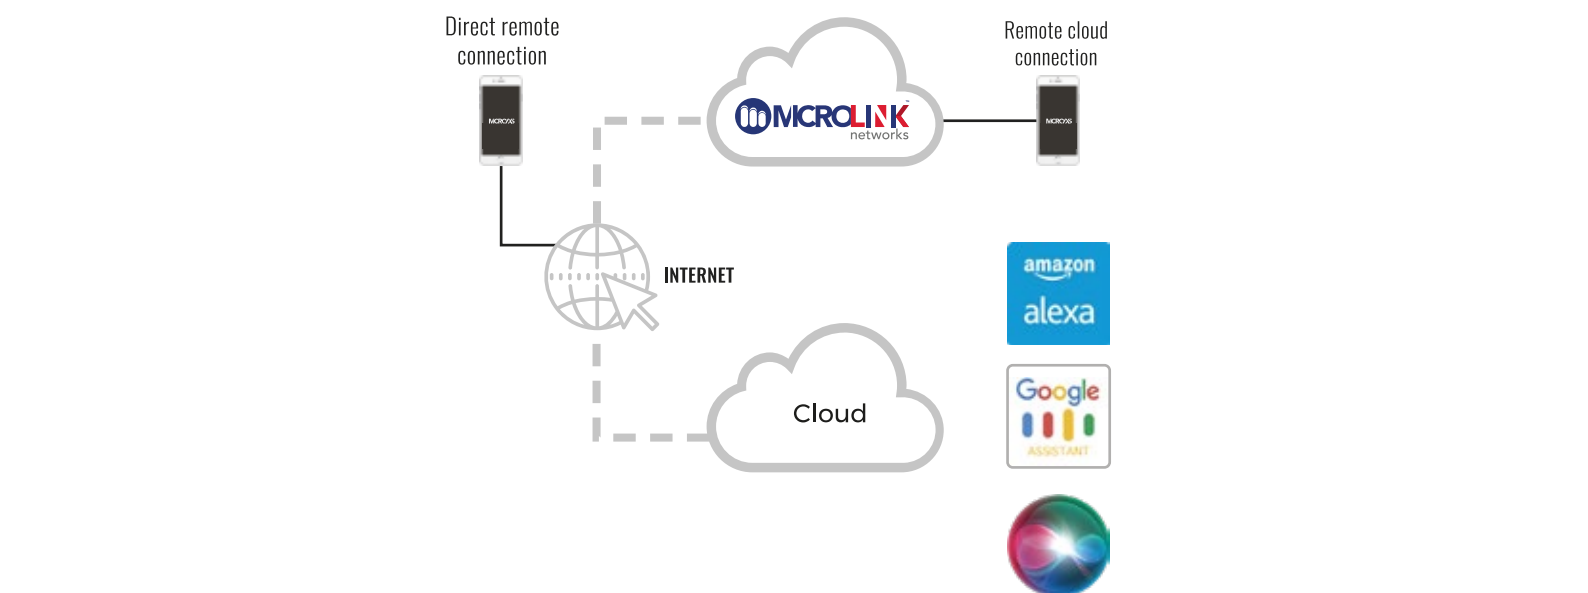 Direct remote
connection
Remote cloud
connection
MICROLINK
networks
INTERNET
amazon
alexa
Cloud
Google
ASSISTANT